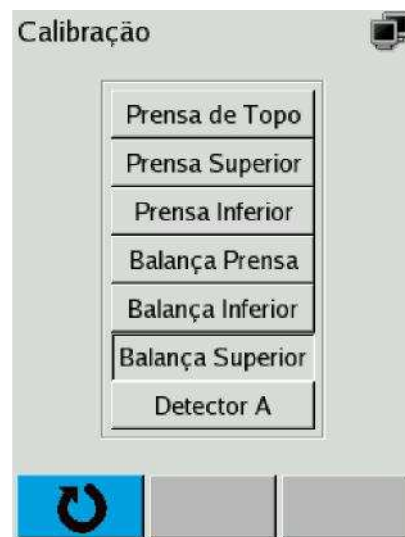 Calibração
Prensa de Topo
Prensa Superior
Prensa Inferior
Balança Prensa
Balança Inferior
Balança Superior
Detector A